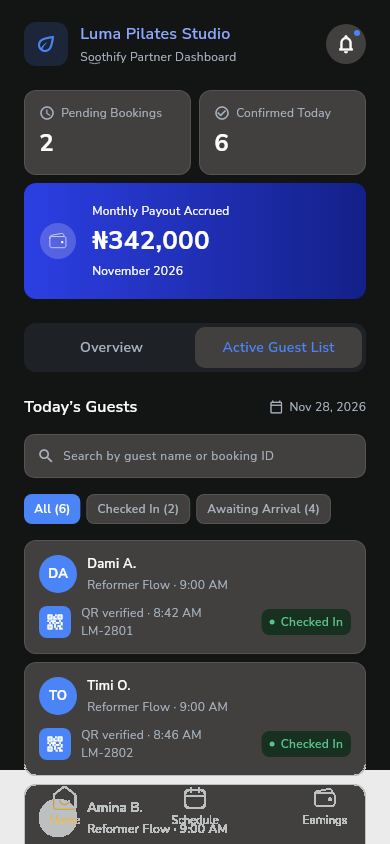 Luma Pilates Studio
Soothify Partner Dashboard
Pending Bookings
2
Confirmed Today
6
Monthly Payout Accrued
₦342,000
November 2026
Overview
Active Guest List
Today's Guests
Nov 28, 2026
Search by guest name or booking ID
All (6)
Checked In (2)
Awaiting Arrival (4)
DA
Dami A.
Reformer Flow · 9:00 AM
QR verified · 8:42 AM
LM-2801
Checked In
TO
Timi O.
Reformer Flow · 9:00 AM
QR verified · 8:46 AM
LM-2802
Checked In
Amina B.
Reformer Flow · 9:00 AM
Home
Schedule
Earnings